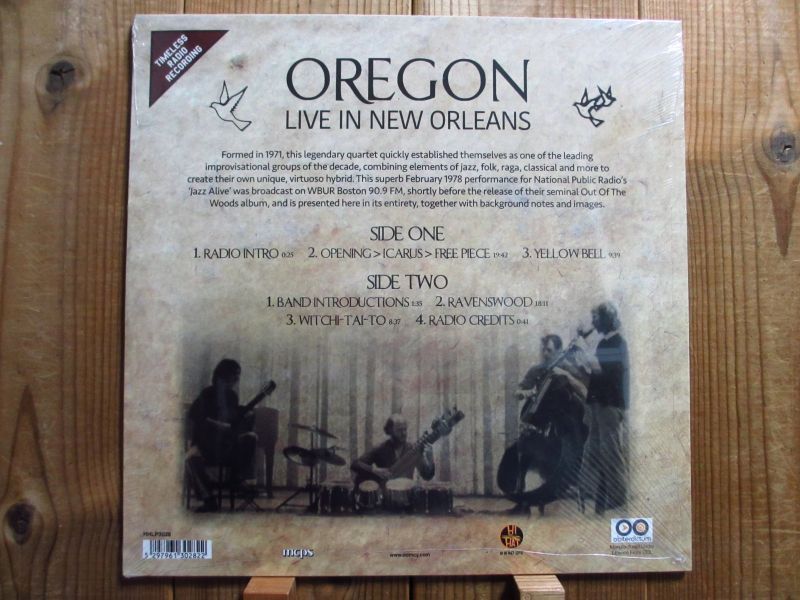 TIMELESS
RADIO
RECORDING
OREGON
LIVE IN NEW ORLEANS
Formed in 1971, this legendary quartet quickly established themselves as one of the leading
improvisational groups of the decade, combining elements of jazz, folk, raga, classical and more to
create their own unique, virtuoso hybrid. This superb February 1978 performance for National Public Radio's
'Jazz Alive' was broadcast on WBUR Boston 90.9 FM, shortly before the release of their seminal Out Of The
Woods album, and is presented here in its entirety, together with background notes and images.
SIDE ONE
1. RADIO INTRO 0:25 2. OPENING > ICARUS > FREE PIECE 19:42 3. YELLOW BELL 9:39
SIDE TWO
1. BAND INTRODUCTIONS 1:35 2. RAVENSWOOD 18:11
3. WITCHI-TAI-TO 8:37 4. RADIO CREDITS 0:41
5 297961 302822
mcps
HI
HAT
obiterdictum